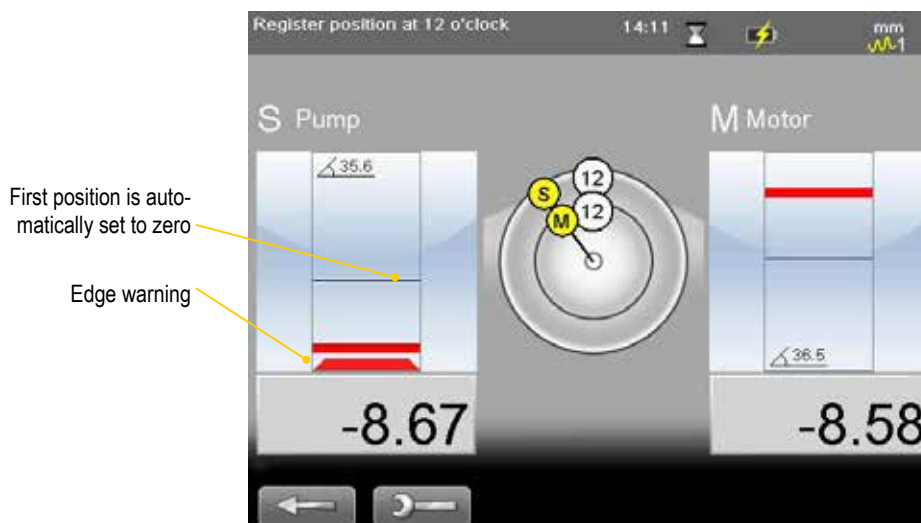 Register position at 12 o'clock
14:11
mm
1
S Pump
M Motor
35.6
First position is auto-
matically set to zero
12
S
12
M
Edge warning
36.5
-8.67
-8.58